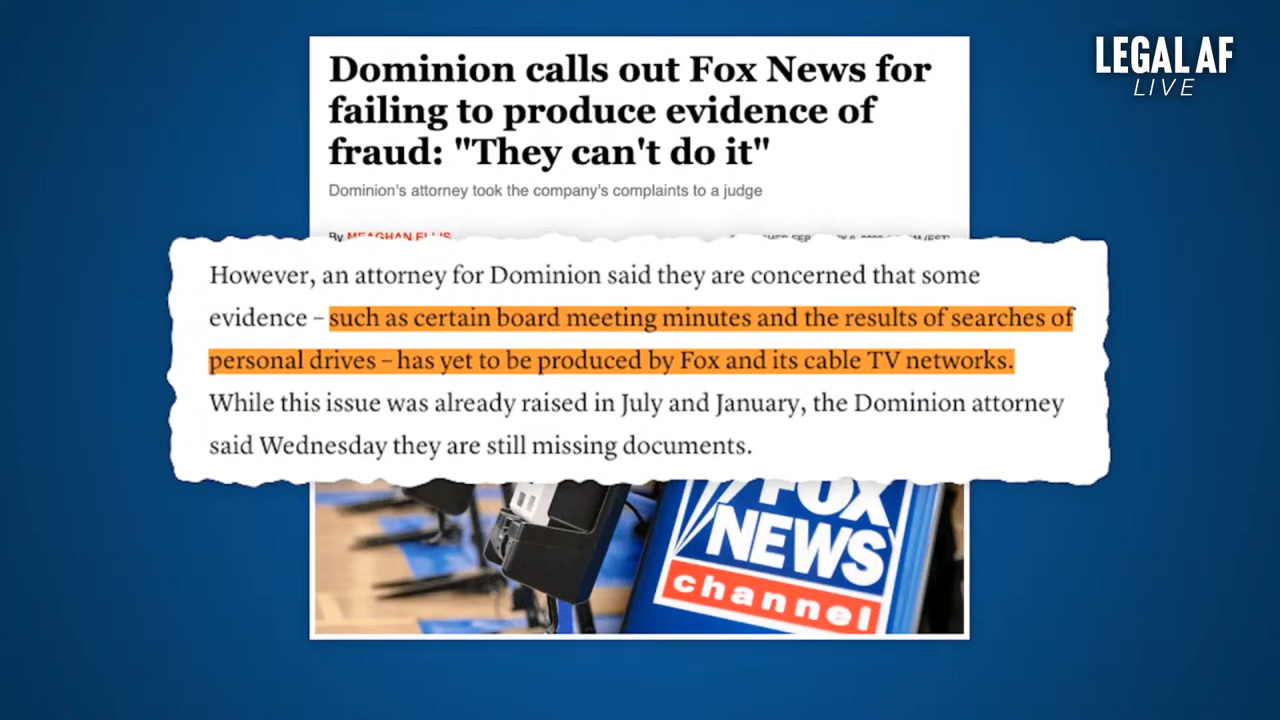 LEGAL AF
LIVE
Dominion calls out Fox News for
failing to produce evidence of
fraud: "They can't do it"
Dominion's attorney took the company's complaints to a judge
By MEAGHAN ELLIS
However, an attorney for Dominion said they are concerned that some
evidence – such as certain board meeting minutes and the results of searches of
personal drives – has yet to be produced by Fox and its cable TV networks.
While this issue was already raised in July and January, the Dominion attorney
said Wednesday they are still missing documents.
FOX
NEWS
channel